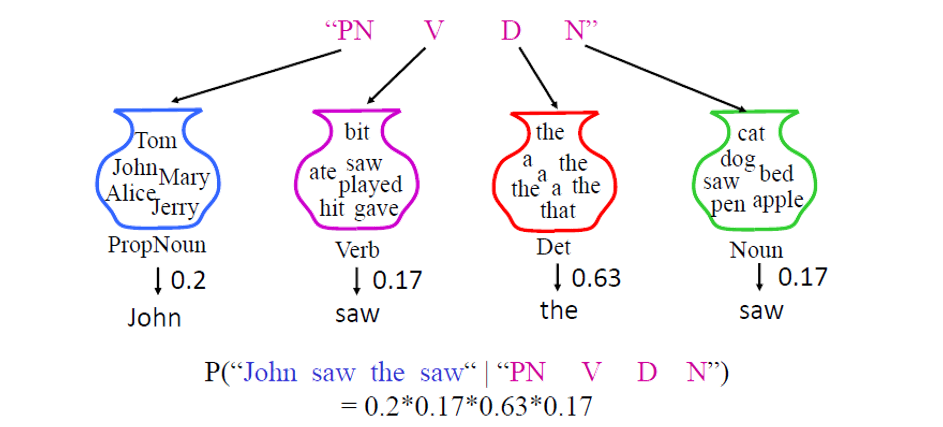 “PN V D N”
Tom
John Mary
Alice
Jerry
PropNoun
0.2
John
bit
ate saw
played
hit gave
Verb
0.17
saw
the
a the
a
the a the
that
Det
0.63
the
cat
dog
saw bed
pen apple
Noun
0.17
saw
P(“John saw the saw“ | “PN V D N”)
= 0.2*0.17*0.63*0.17